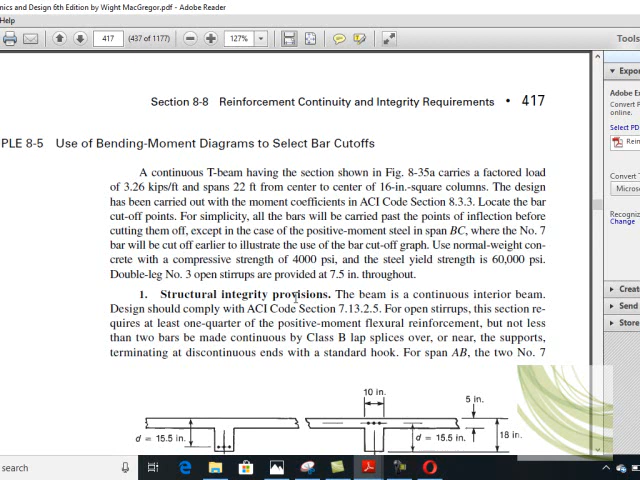 nics and Design 6th Edition by Wight MacGregor.pdf - Adobe Reader
Help
417 (437 of 1177) 127% Tools
Section 8-8 Reinforcement Continuity and Integrity Requirements • 417
PLE 8-5 Use of Bending-Moment Diagrams to Select Bar Cutoffs
A continuous T-beam having the section shown in Fig. 8-35a carries a factored load
of 3.26 kips/ft and spans 22 ft from center to center of 16-in.-square columns. The design
has been carried out with the moment coefficients in ACI Code Section 8.3.3. Locate the bar
cut-off points. For simplicity, all the bars will be carried past the points of inflection before
cutting them off, except in the case of the positive-moment steel in span BC, where the No. 7
bar will be cut off earlier to illustrate the use of the bar cut-off graph. Use normal-weight con-
crete with a compressive strength of 4000 psi, and the steel yield strength is 60,000 psi.
Double-leg No. 3 open stirrups are provided at 7.5 in. throughout.
1. Structural integrity provisions. The beam is a continuous interior beam.
Design should comply with ACI Code Section 7.13.2.5. For open stirrups, this section re-
quires at least one-quarter of the positive-moment flexural reinforcement, but not less
than two bars be made continuous by Class B lap splices over, or near, the supports,
terminating at discontinuous ends with a standard hook. For span AB, the two No. 7
10 in.
5 in.
d = 15.5 in.
d = 15.5 in.
18 in.
Expor
Adobe Ex
Convert P
online.
Select PD
Rein
Convert T
Microso
Recogniz
Change
Creat
Send
Store
search